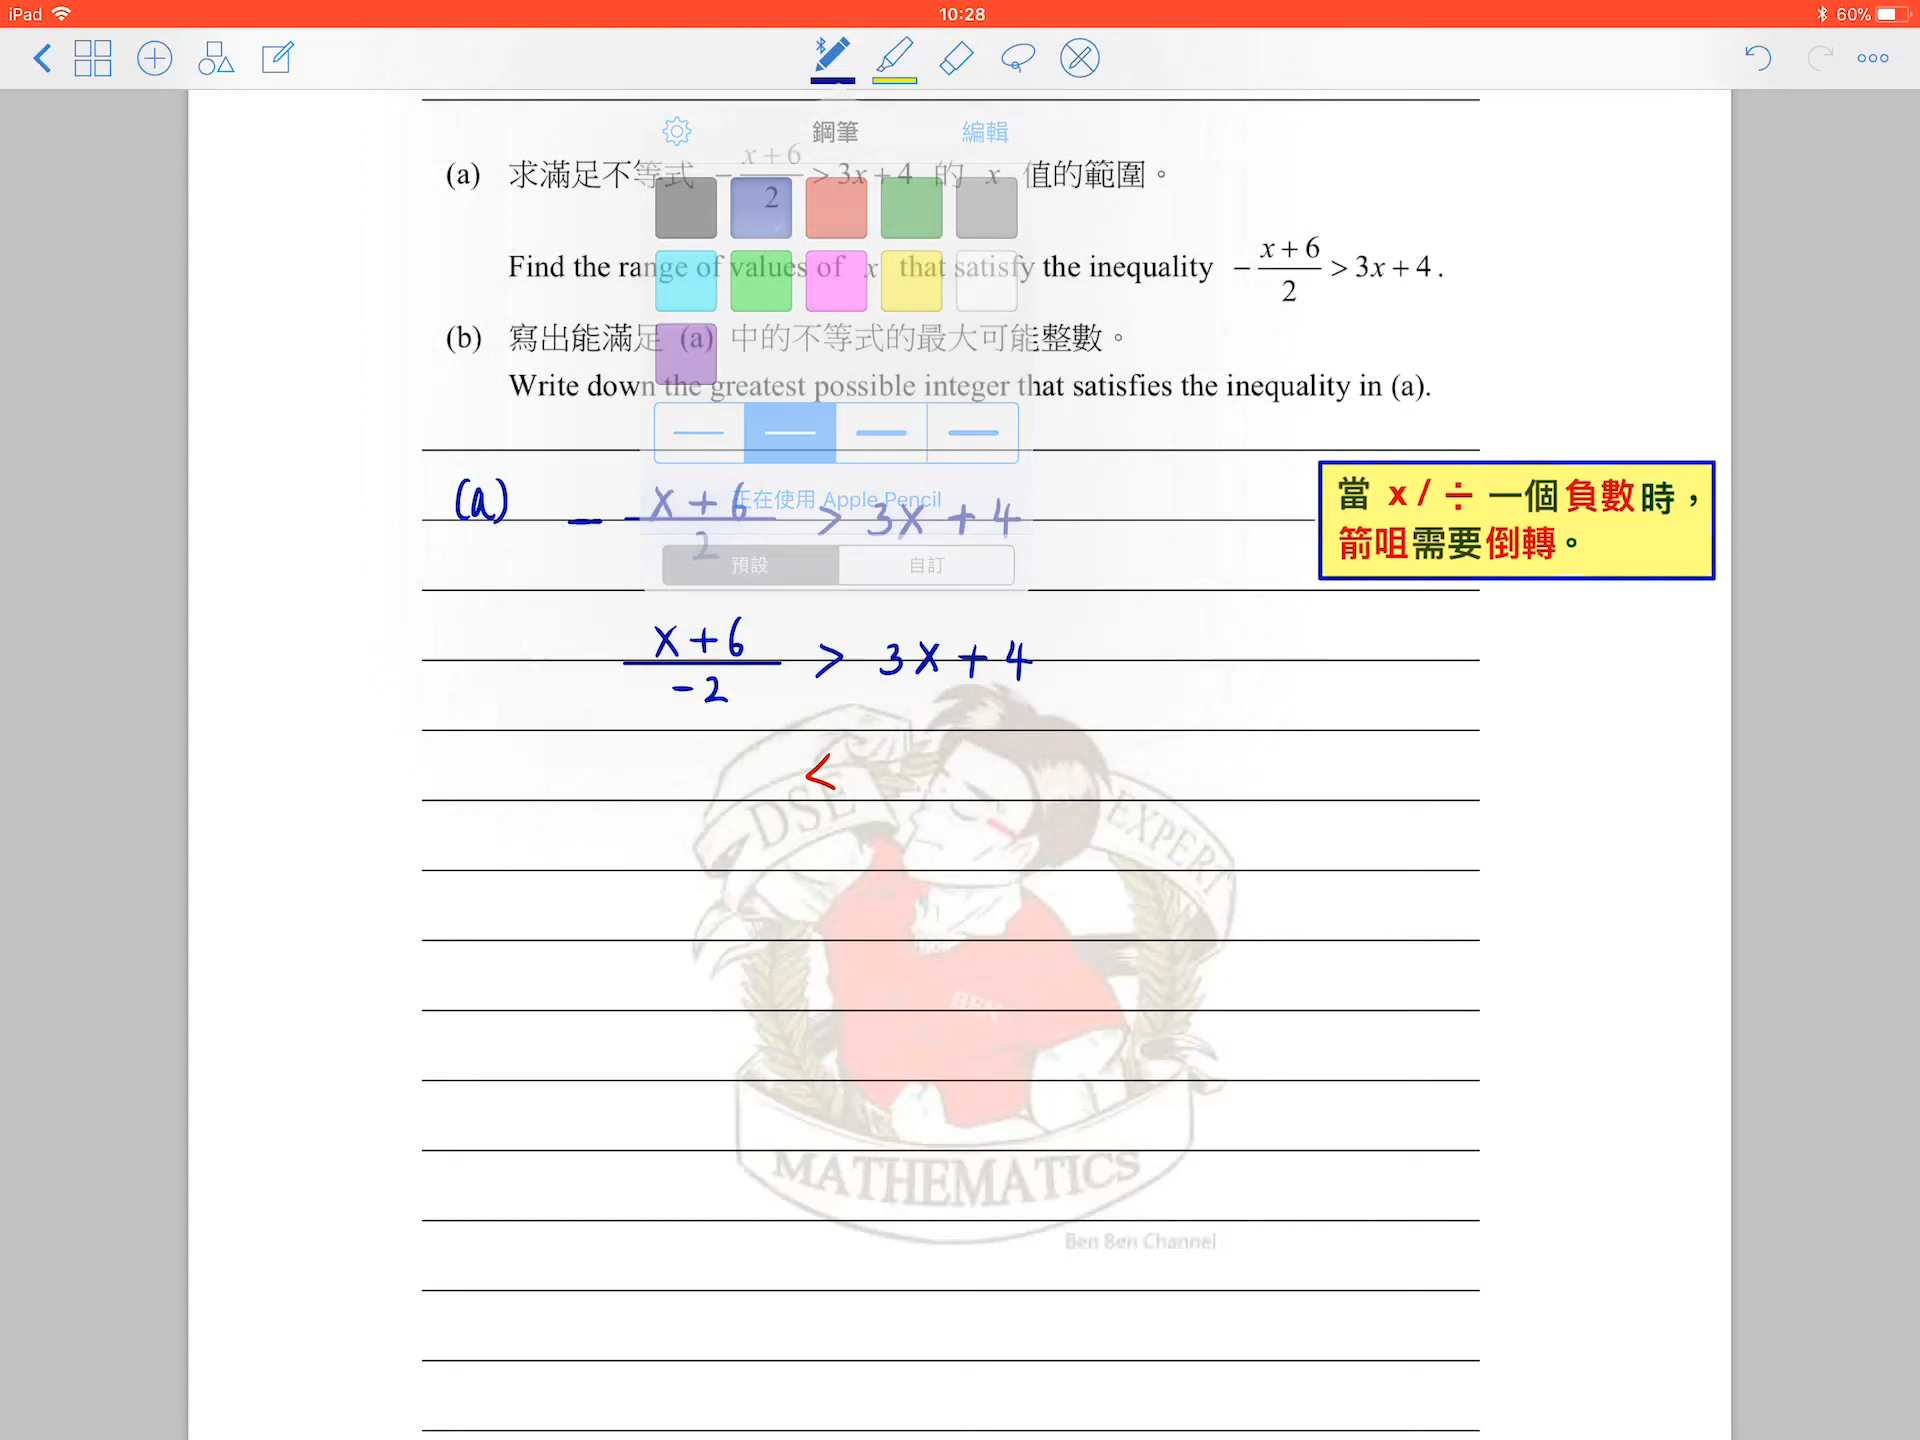 iPad 10:28 60%
鋼筆 編輯
(a) 求滿足不等式 -\frac{x+6}{2} > 3x+4 的 x 值的範圍。
Find the range of values of x that satisfy the inequality -\frac{x+6}{2} > 3x+4.
(b) 寫出能滿足 (a) 中的不等式的最大可能整數。
Write down the greatest possible integer that satisfies the inequality in (a).
正在使用 Apple Pencil
預設 自訂
(a) -\frac{x+6}{2} > 3x+4
當 x / ÷ 一個負數時，
箭咀需要倒轉。
\frac{x+6}{-2} > 3x+4
<
DSE EXPERT
BEN
MATHEMATICS
Ben Ben Channel